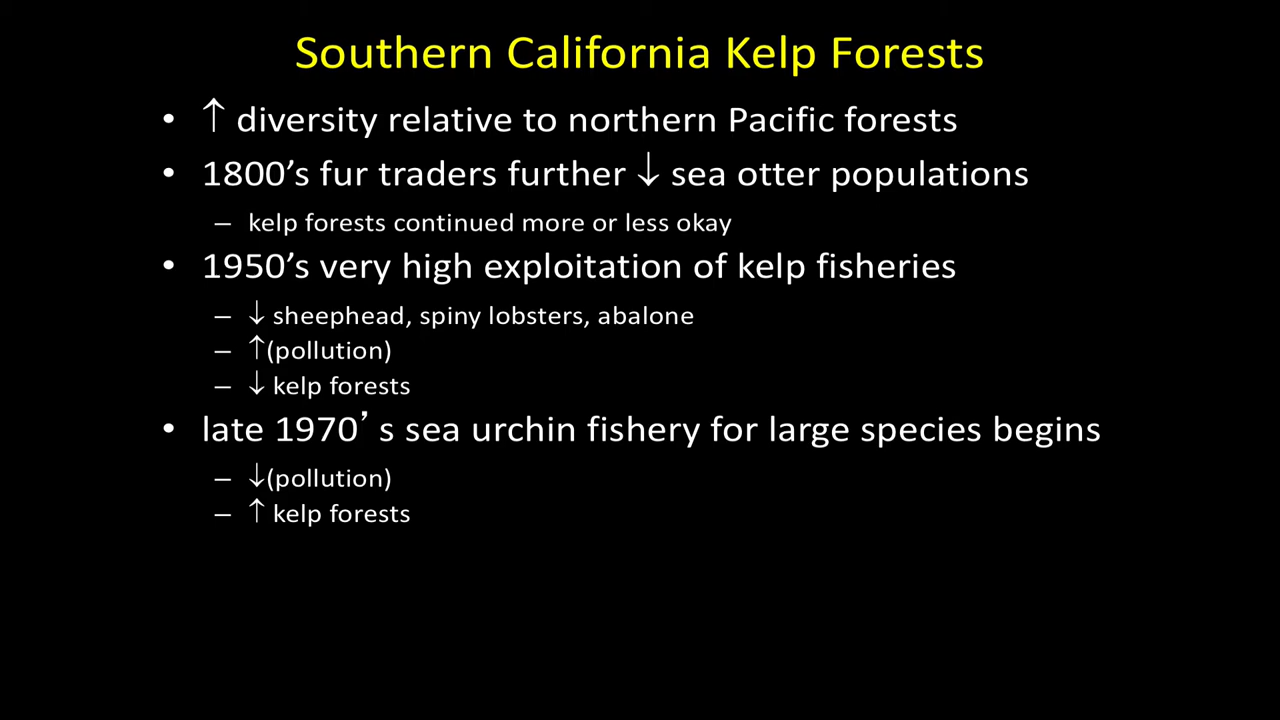 Southern California Kelp Forests
• ↑ diversity relative to northern Pacific forests
• 1800’s fur traders further ↓ sea otter populations
– kelp forests continued more or less okay
• 1950’s very high exploitation of kelp fisheries
– ↓ sheephead, spiny lobsters, abalone
– ↑(pollution)
– ↓ kelp forests
• late 1970’ s sea urchin fishery for large species begins
– ↓(pollution)
– ↑ kelp forests